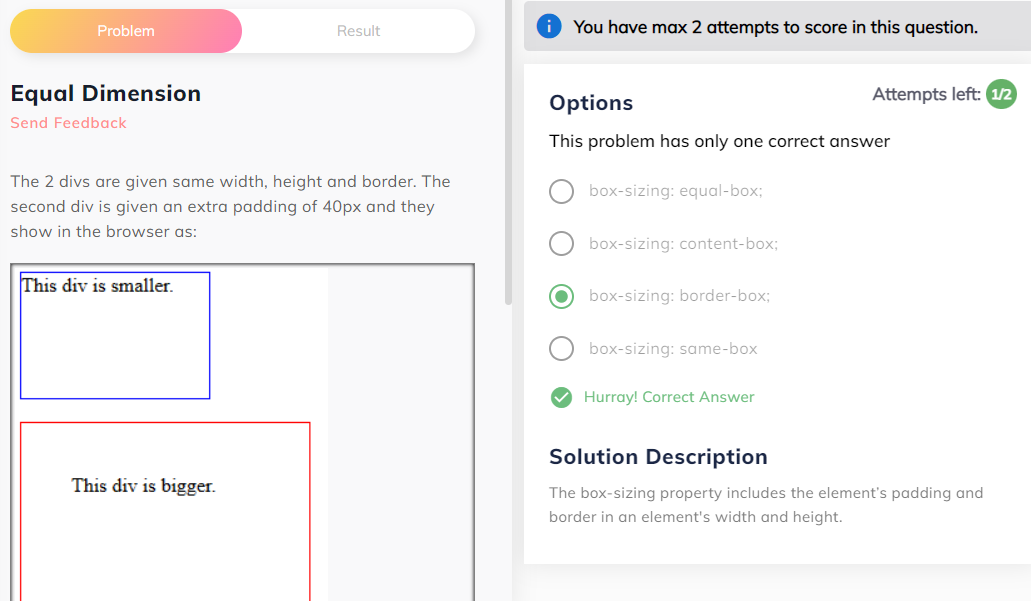 Problem
Result
Equal Dimension
Send Feedback
The 2 divs are given same width, height and border. The
second div is given an extra padding of 40px and they
show in the browser as:
This div is smaller.
This div is bigger.
i
You have max 2 attempts to score in this question.
Options
Attempts left: 1/2
This problem has only one correct answer
box-sizing: equal-box;
box-sizing: content-box;
box-sizing: border-box;
box-sizing: same-box
Hurray! Correct Answer
Solution Description
The box-sizing property includes the element’s padding and
border in an element's width and height.